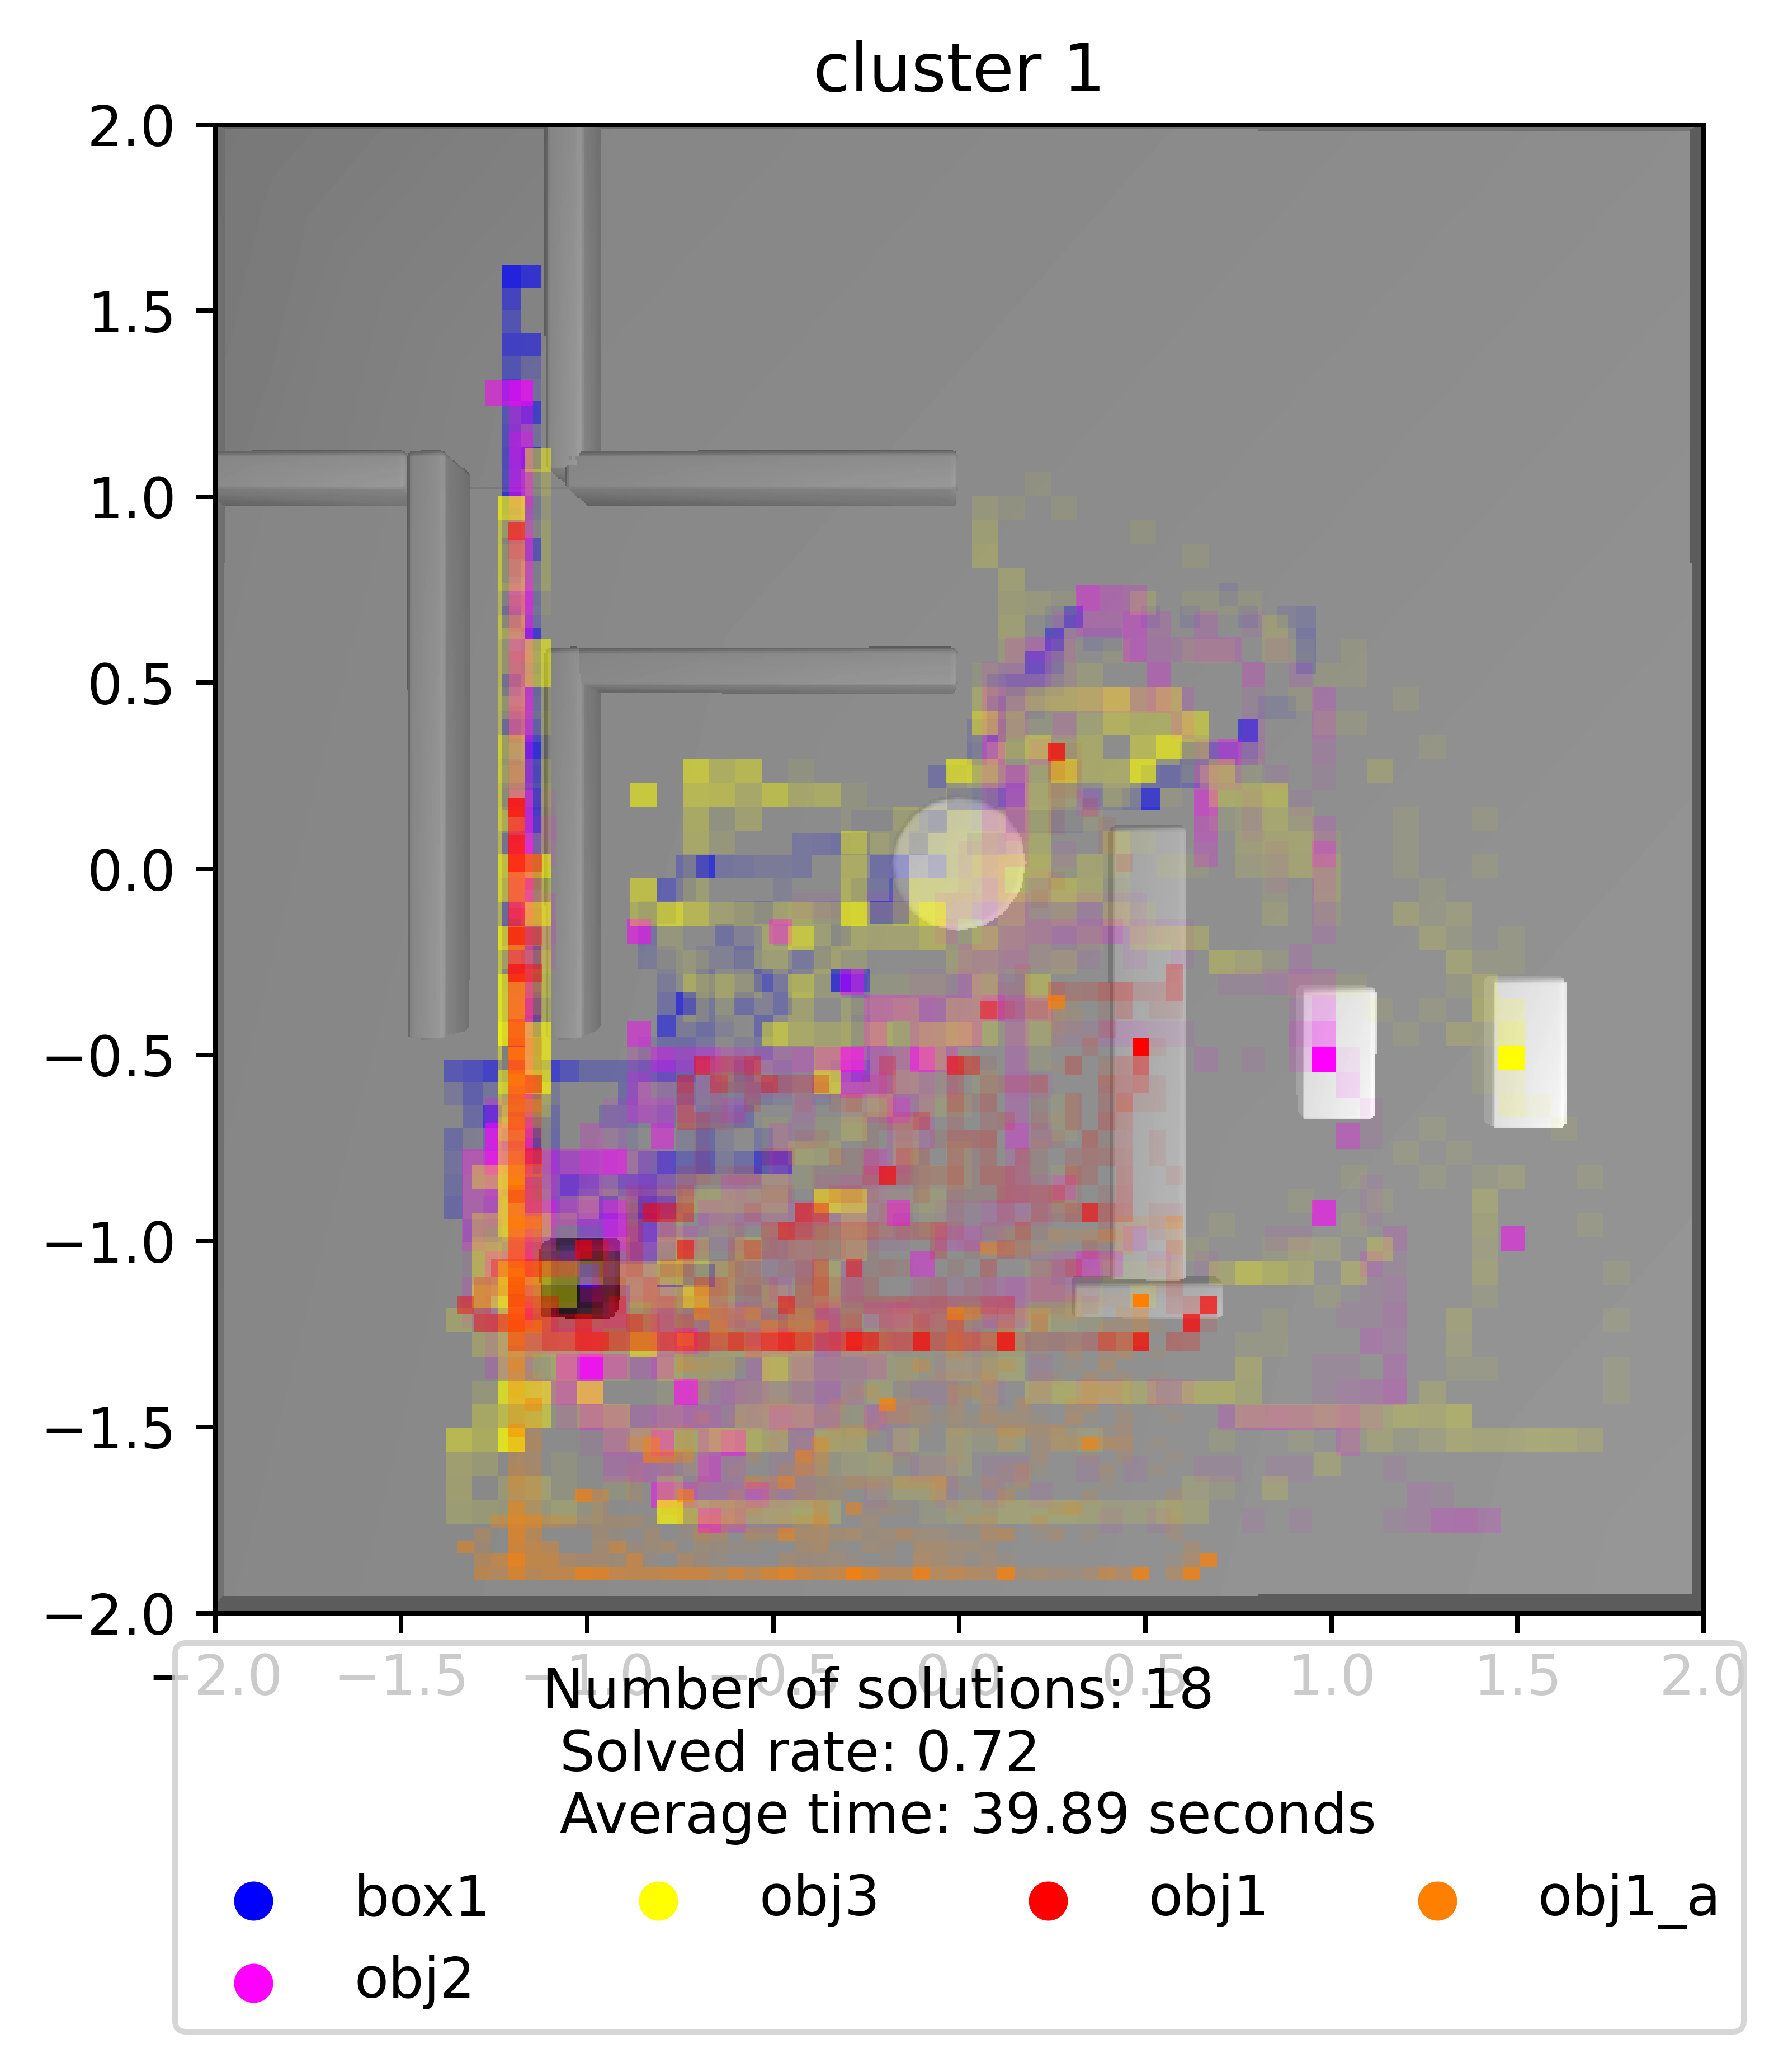 cluster 1
2.0
1.5
1.0
0.5
0.0
−0.5
−1.0
−1.5
−2.0
−2.0 −1.5 −1.0 −0.5 0.0 0.5 1.0 1.5 2.0
Number of solutions: 18
Solved rate: 0.72
Average time: 39.89 seconds
box1 obj3 obj1 obj1_a
obj2